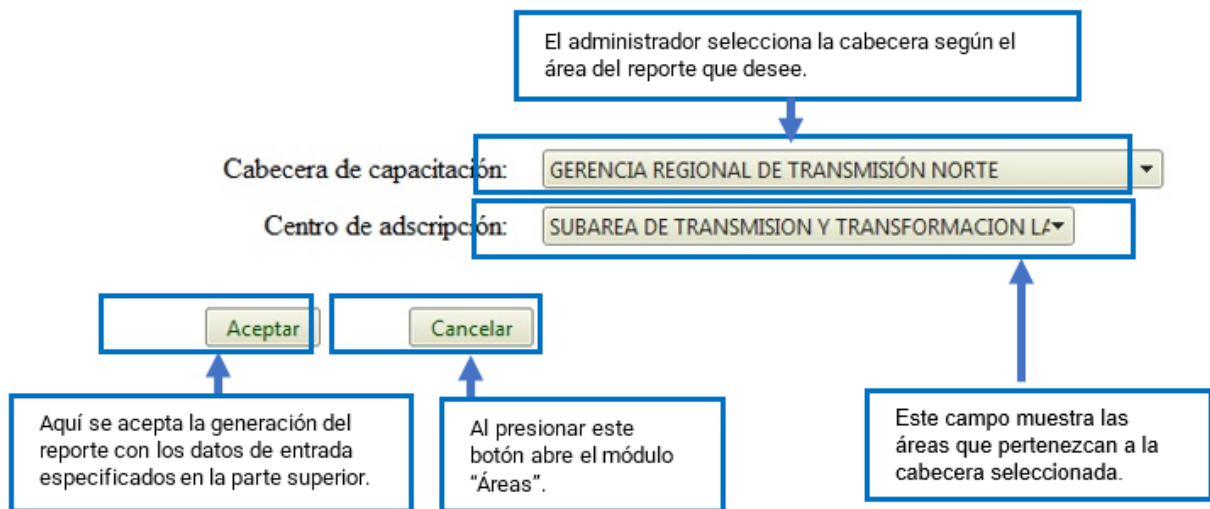 El administrador selecciona la cabecera según el
área del reporte que desee.
Cabecera de capacitación:
GERENCIA REGIONAL DE TRANSMISIÓN NORTE
Centro de adscripción:
SUBAREA DE TRANSMISION Y TRANSFORMACION LA
Aceptar
Cancelar
Aquí se acepta la generación del
reporte con los datos de entrada
especificados en la parte superior.
Al presionar este
botón abre el módulo
“Áreas”.
Este campo muestra las
áreas que pertenezcan a la
cabecera seleccionada.